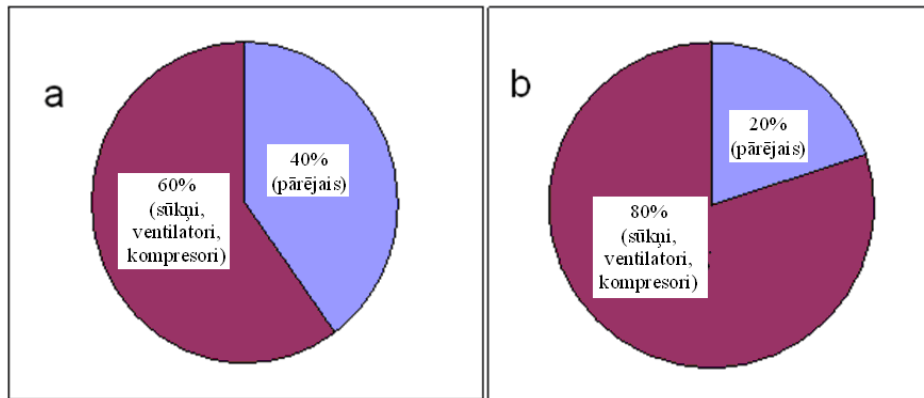 a
40%
(pārējais)
60%
(sūkņi,
ventilatori,
kompresori)
b
20%
(pārējais)
80%
(sūkņi,
ventilatori,
kompresori)